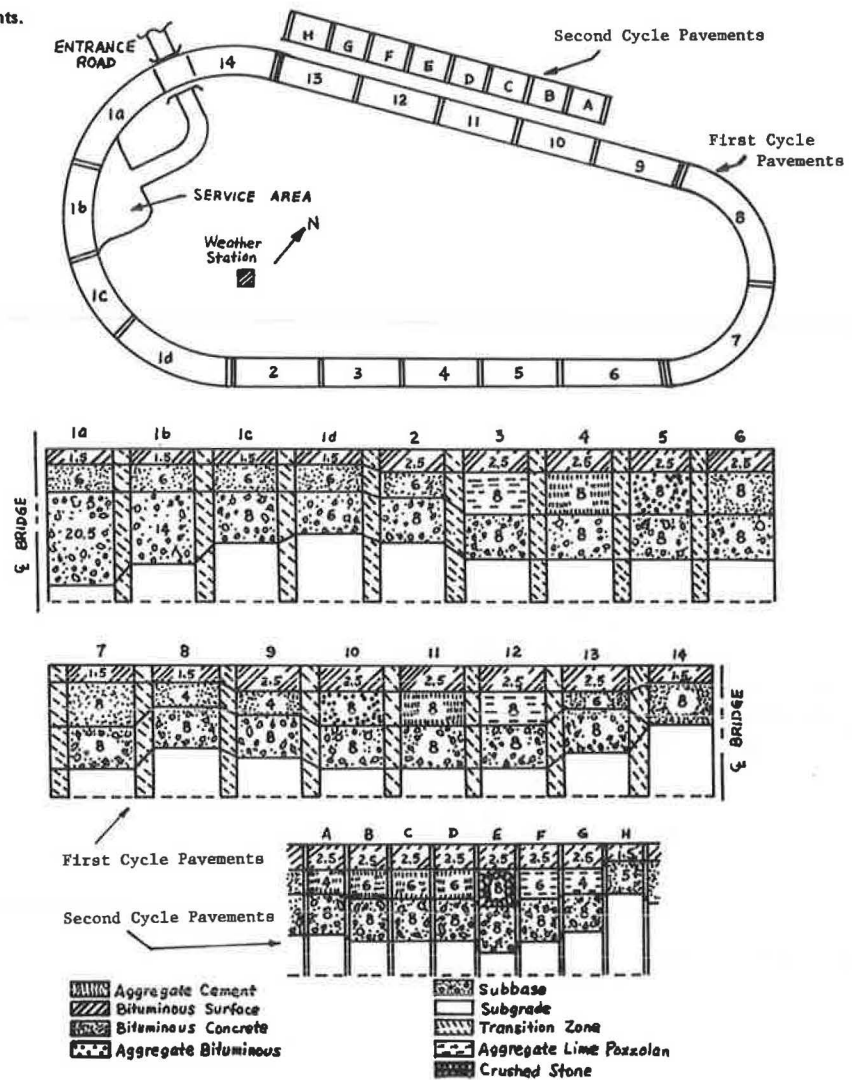 nts.
ENTRANCE
ROAD
Second Cycle Pavements
H G F E D C B A
14 13 12 11 10 9
First Cycle
Pavements
1a
1b
SERVICE AREA
N
Weather
Station
8
1c
7
1d
2 3 4 5 6
1a 1b 1c 1d 2 3 4 5 6
1.5 1.5 1.5 1.5 2.5 2.5 2.5 2.5 2.5
6 6 6 6 6 8 8 8 8
20.5 14 8 6 8 8 8 8 8
℄ BRIDGE
7 8 9 10 11 12 13 14
1.5 1.5 2.5 2.5 2.5 2.5 2.5 1.5
8 4 4 8 8 8 6 8
8 8 8 8 8 8 8
℄ BRIDGE
First Cycle Pavements
A B C D E F G H
2.5 2.5 2.5 2.5 2.5 2.5 2.5 1.5
4 6 6 6 8 6 4 5
8 8 8 8 8 8 8
Second Cycle Pavements
Aggregate Cement
Bituminous Surface
Bituminous Concrete
Aggregate Bituminous
Subbase
Subgrade
Transition Zone
Aggregate Lime Pozzolan
Crushed Stone